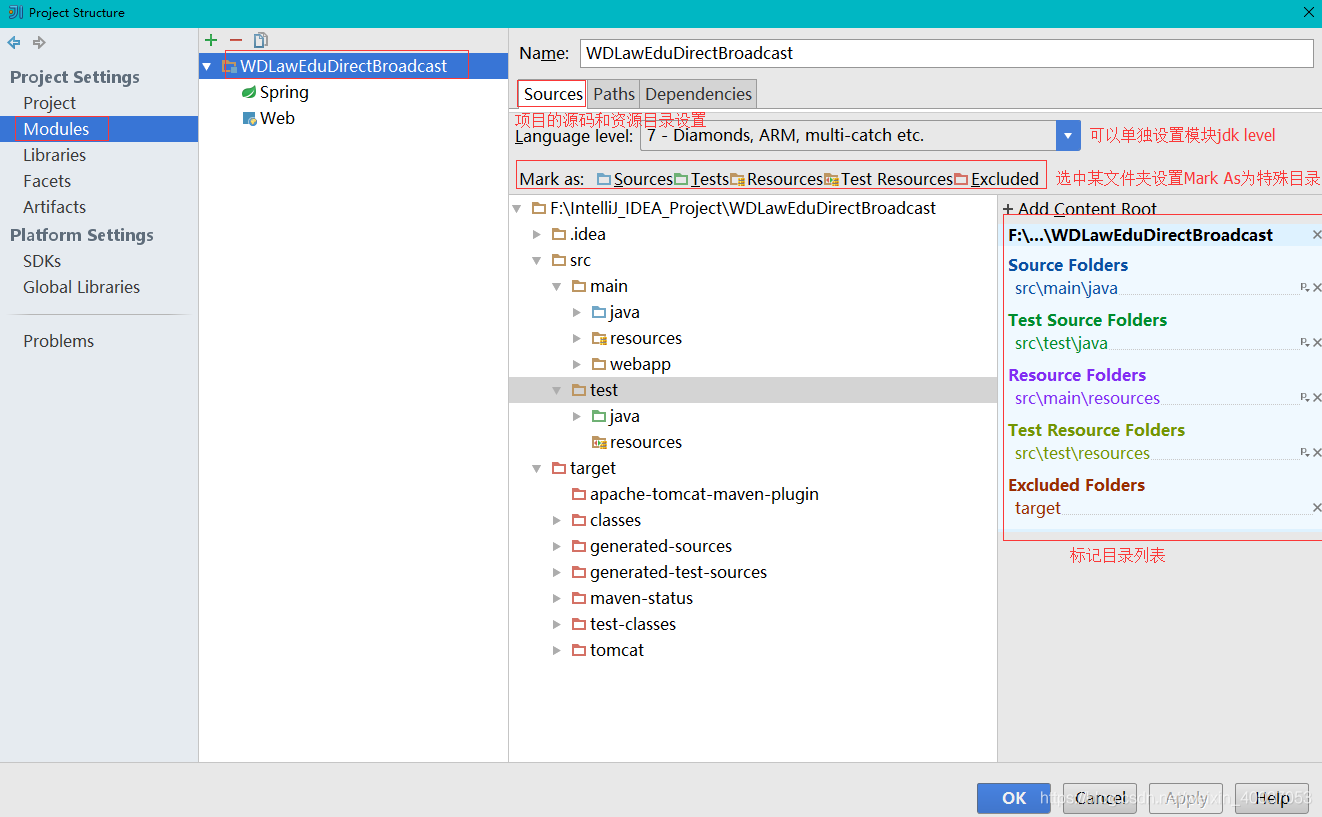 Project Structure
Project Settings
Project
Modules
Libraries
Facets
Artifacts
Platform Settings
SDKs
Global Libraries
Problems
WDLawEduDirectBroadcast
Spring
Web
Name: WDLawEduDirectBroadcast
Sources Paths Dependencies
项目的源码和资源目录设置
Language level: 7 - Diamonds, ARM, multi-catch etc. 可以单独设置模块jdk level
Mark as: Sources Tests Resources Test Resources Excluded 选中某文件夹设置Mark As为特殊目录
F:\IntelliJ_IDEA_Project\WDLawEduDirectBroadcast
.idea
src
main
java
resources
webapp
test
java
resources
target
apache-tomcat-maven-plugin
classes
generated-sources
generated-test-sources
maven-status
test-classes
tomcat
+ Add Content Root
F:\...\WDLawEduDirectBroadcast
Source Folders
src\main\java
Test Source Folders
src\test\java
Resource Folders
src\main\resources
Test Resource Folders
src\test\resources
Excluded Folders
target
标记目录列表
OK Cancel Apply Help